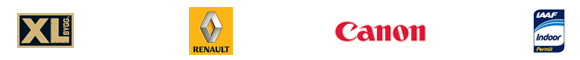 XL BYGG.
RENAULT
Canon
IAAF
Indoor
Permit